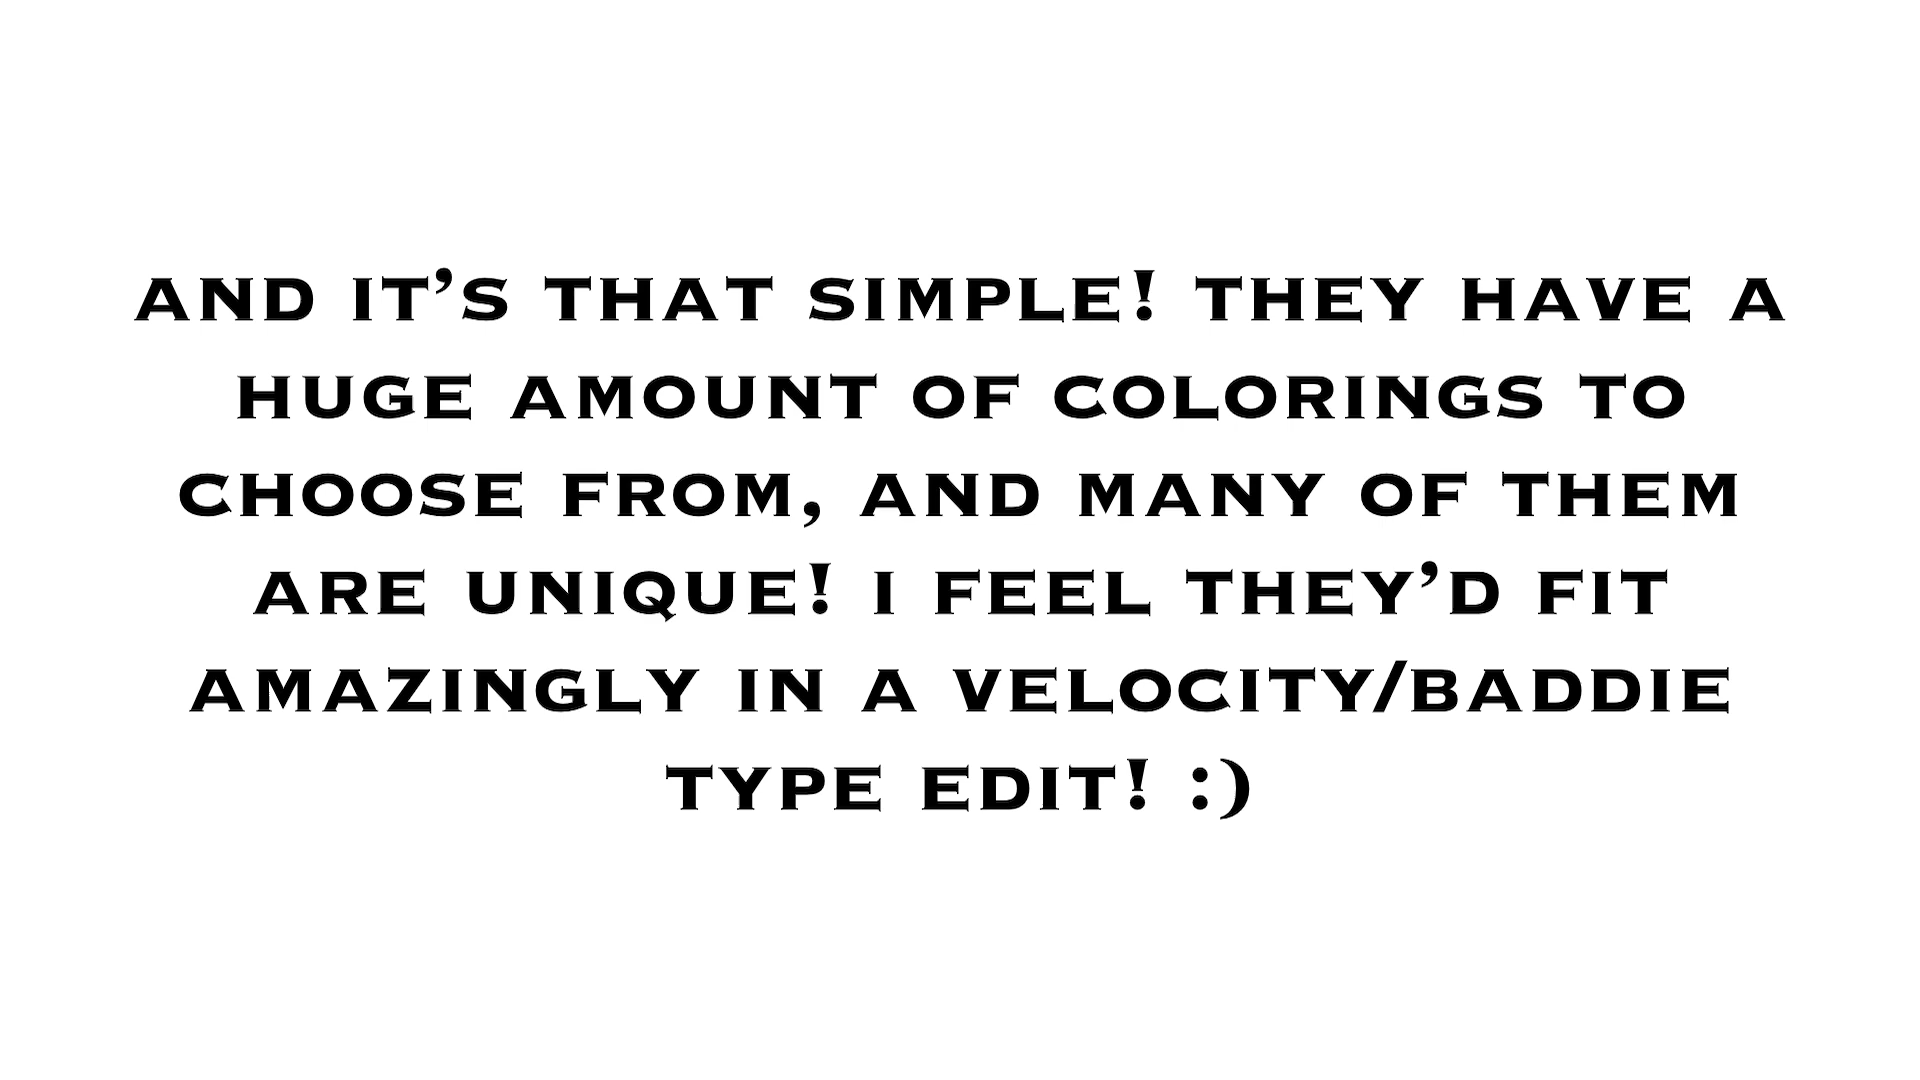 AND IT’S THAT SIMPLE! THEY HAVE A
HUGE AMOUNT OF COLORINGS TO
CHOOSE FROM, AND MANY OF THEM
ARE UNIQUE! I FEEL THEY’D FIT
AMAZINGLY IN A VELOCITY/BADDIE
TYPE EDIT! :)